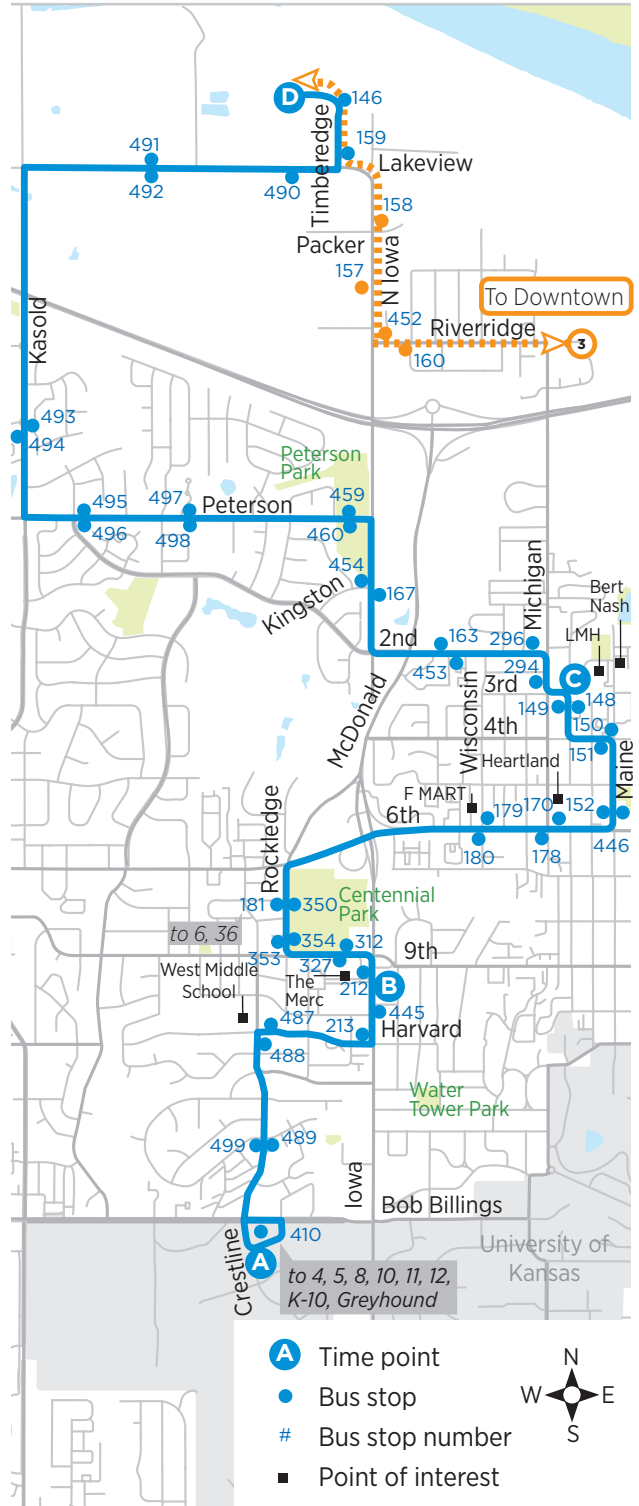 D
146
159
Timberedge
Lakeview
491
492
490
158
Packer
157
N Iowa
To Downtown
452
Riverridge
3
160
Kasold
493
494
Peterson
Park
495
497
Peterson
459
496
498
460
454
Kingston
167
Michigan
Bert
Nash
LMH
2nd
163
296
453
294
3rd
C
148
149
150
4th
151
McDonald
Wisconsin
Heartland
Maine
F MART
179
170
152
6th
180
178
446
Rockledge
181
350
Centennial
Park
to 6, 36
354
312
353
327
9th
West Middle
School
The
Merc
212
B
487
213
445
Harvard
488
Water
Tower Park
499
489
Iowa
Bob Billings
410
Crestline
A
University of
Kansas
to 4, 5, 8, 10, 11, 12,
K-10, Greyhound
A Time point
Bus stop
# Bus stop number
Point of interest
N
W E
S